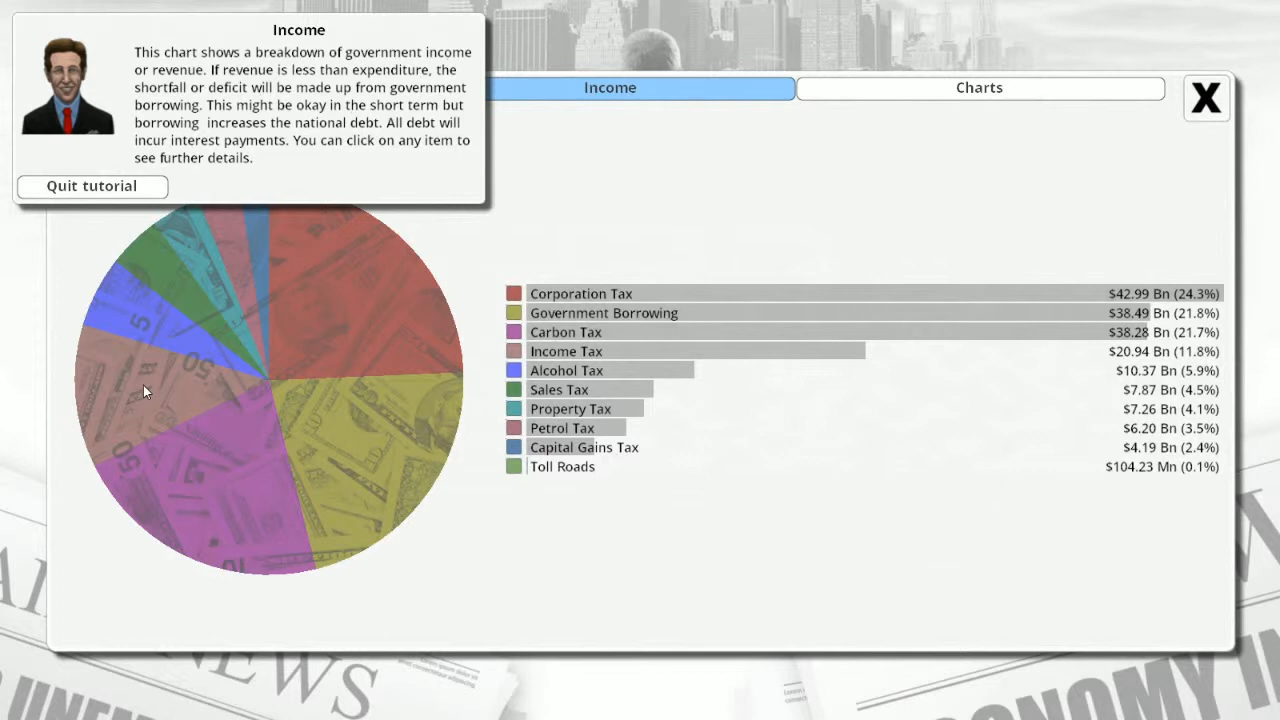 Income
This chart shows a breakdown of government income
or revenue. If revenue is less than expenditure, the
shortfall or deficit will be made up from government
borrowing. This might be okay in the short term but
borrowing  increases the national debt. All debt will
incur interest payments. You can click on any item to
see further details.
Quit tutorial
Income
Charts
X
Corporation Tax $42.99 Bn (24.3%)
Government Borrowing $38.49 Bn (21.8%)
Carbon Tax $38.28 Bn (21.7%)
Income Tax $20.94 Bn (11.8%)
Alcohol Tax $10.37 Bn (5.9%)
Sales Tax $7.87 Bn (4.5%)
Property Tax $7.26 Bn (4.1%)
Petrol Tax $6.20 Bn (3.5%)
Capital Gains Tax $4.19 Bn (2.4%)
Toll Roads $104.23 Mn (0.1%)
5
50
50
NEWS